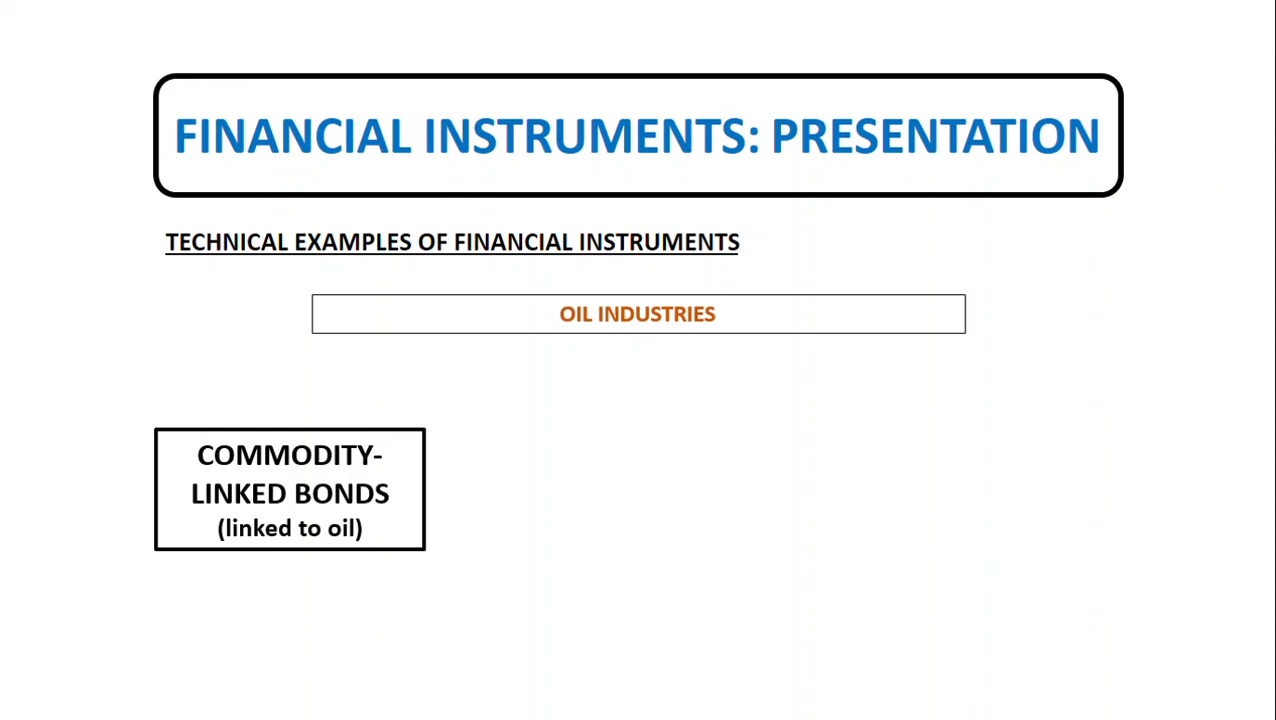 FINANCIAL INSTRUMENTS: PRESENTATION
TECHNICAL EXAMPLES OF FINANCIAL INSTRUMENTS
OIL INDUSTRIES
COMMODITY-
LINKED BONDS
(linked to oil)